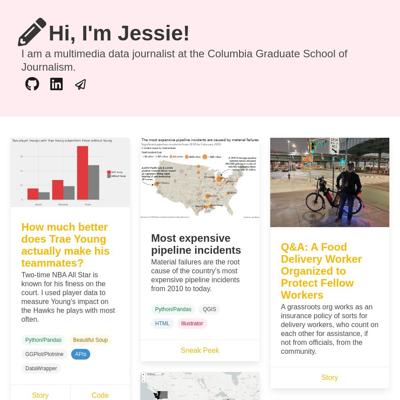 Hi, I'm Jessie!
I am a multimedia data journalist at the Columbia Graduate School of
Journalism.
How much better
does Trae Young
actually make his
teammates?
Two-time NBA All Star is
known for his finess on the
court. I used player data to
measure Young's impact on
the Hawks he plays with most
often.
Python/Pandas Beautiful Soup
GGPlot/Plotnine APIs
DataWrapper
Story Code
The most expensive pipeline incidents are caused by material failures
Most expensive
pipeline incidents
Material failures are the root
cause of the country's most
expensive pipeline incidents
from 2010 to today.
Python/Pandas QGIS
HTML Illustrator
Sneak Peek
Q&A: A Food
Delivery Worker
Organized to
Protect Fellow
Workers
A grassroots org works as an
insurance policy of sorts for
delivery workers, who count on
each other for assistance, if
not from officials, from the
community.
Story